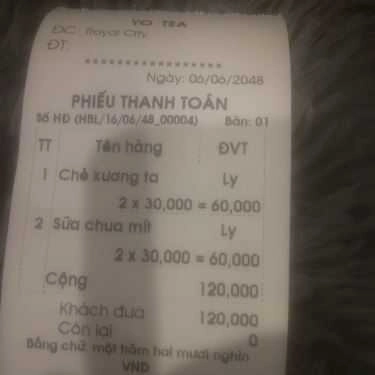 YO TEA
ĐC: Royal City
ĐT:
******************
Ngày: 06/06/2048
PHIẾU THANH TOÁN
Số HĐ (HBL/16/06/48_00004) Bàn: 01
TT Tên hàng ĐVT
1 Chè xương ta Ly
2 x 30,000 = 60,000
2 Sữa chua mít Ly
2 x 30,000 = 60,000
Cộng 120,000
Khách đưa 120,000
Còn lại 0
Bằng chữ: một trăm hai mươi nghìn
VND